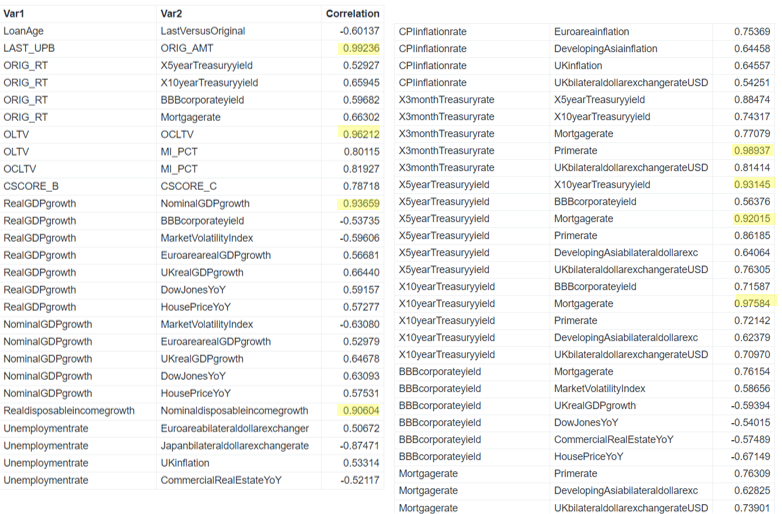 Var1 Var2 Correlation
LoanAge LastVersusOriginal -0.60137
LAST_UPB ORIG_AMT 0.99236
ORIG_RT X5yearTreasuryyield 0.52927
ORIG_RT X10yearTreasuryyield 0.65945
ORIG_RT BBBcorporateyield 0.59682
ORIG_RT Mortgagerate 0.66302
OLTV OCLTV 0.96212
OLTV MI_PCT 0.80115
OCLTV MI_PCT 0.81927
CSCORE_B CSCORE_C 0.78718
RealGDPgrowth NominalGDPgrowth 0.93659
RealGDPgrowth BBBcorporateyield -0.53735
RealGDPgrowth MarketVolatilityIndex -0.59606
RealGDPgrowth EuroarearealGDPgrowth 0.56681
RealGDPgrowth UKrealGDPgrowth 0.66440
RealGDPgrowth DowJonesYoY 0.59157
RealGDPgrowth HousePriceYoY 0.57277
NominalGDPgrowth MarketVolatilityIndex -0.63080
NominalGDPgrowth EuroarearealGDPgrowth 0.52979
NominalGDPgrowth UKrealGDPgrowth 0.64678
NominalGDPgrowth DowJonesYoY 0.63093
NominalGDPgrowth HousePriceYoY 0.57531
Realdisposableincomegrowth Nominaldisposableincomegrowth 0.90604
Unemploymentrate Euroareabilateraldollarexchanger 0.50672
Unemploymentrate Japanbilateraldollarexchangerate -0.87471
Unemploymentrate UKinflation 0.53314
Unemploymentrate CommercialRealEstateYoY -0.52117
CPIinflationrate Euroareainflation 0.75369
CPIinflationrate DevelopingAsiainflation 0.64458
CPIinflationrate UKinflation 0.64557
CPIinflationrate UKbilateraldollarexchangerateUSD 0.54251
X3monthTreasuryrate X5yearTreasuryyield 0.88474
X3monthTreasuryrate X10yearTreasuryyield 0.74317
X3monthTreasuryrate Mortgagerate 0.77079
X3monthTreasuryrate Primerate 0.98937
X3monthTreasuryrate UKbilateraldollarexchangerateUSD 0.81414
X5yearTreasuryyield X10yearTreasuryyield 0.93145
X5yearTreasuryyield BBBcorporateyield 0.56376
X5yearTreasuryyield Mortgagerate 0.92015
X5yearTreasuryyield Primerate 0.86185
X5yearTreasuryyield DevelopingAsiabilateraldollarexc 0.64064
X5yearTreasuryyield UKbilateraldollarexchangerateUSD 0.76305
X10yearTreasuryyield BBBcorporateyield 0.71587
X10yearTreasuryyield Mortgagerate 0.97584
X10yearTreasuryyield Primerate 0.72142
X10yearTreasuryyield DevelopingAsiabilateraldollarexc 0.62379
X10yearTreasuryyield UKbilateraldollarexchangerateUSD 0.70970
BBBcorporateyield Mortgagerate 0.76154
BBBcorporateyield MarketVolatilityIndex 0.58656
BBBcorporateyield UKrealGDPgrowth -0.59394
BBBcorporateyield DowJonesYoY -0.54015
BBBcorporateyield CommercialRealEstateYoY -0.57489
BBBcorporateyield HousePriceYoY -0.67149
Mortgagerate Primerate 0.76309
Mortgagerate DevelopingAsiabilateraldollarexc 0.62825
Mortgagerate UKbilateraldollarexchangerateUSD 0.73901